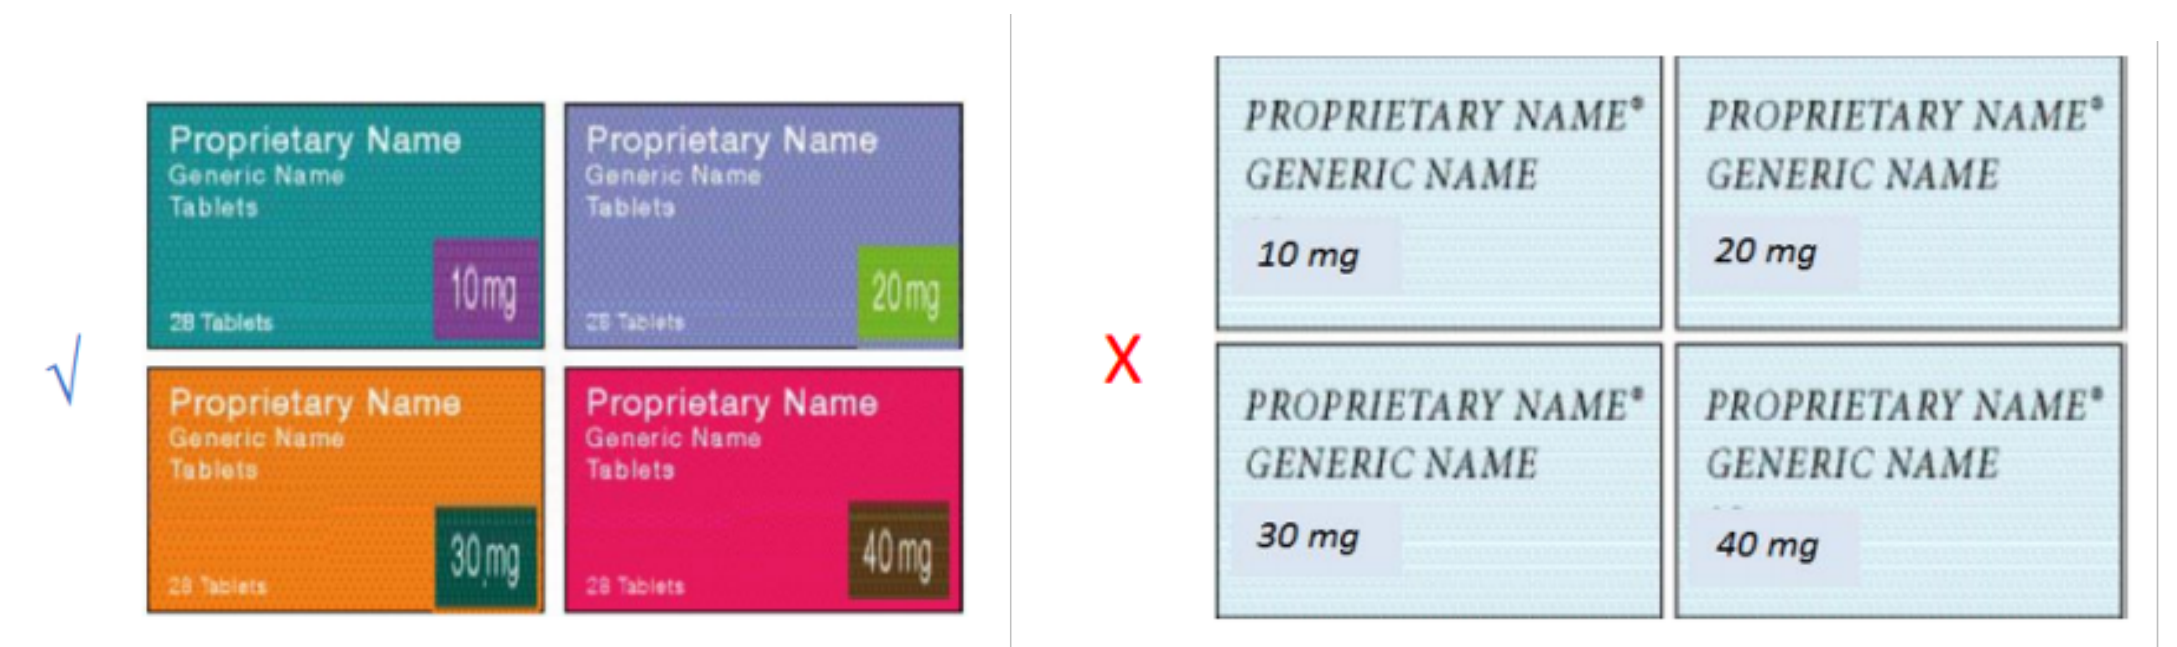 √
Proprietary Name
Generic Name
Tablets
10mg
28 Tablets
Proprietary Name
Generic Name
Tablets
20mg
28 Tablets
Proprietary Name
Generic Name
Tablets
30mg
28 Tablets
Proprietary Name
Generic Name
Tablets
40mg
28 Tablets
X
PROPRIETARY NAME®
GENERIC NAME
10 mg
PROPRIETARY NAME®
GENERIC NAME
20 mg
PROPRIETARY NAME®
GENERIC NAME
30 mg
PROPRIETARY NAME®
GENERIC NAME
40 mg